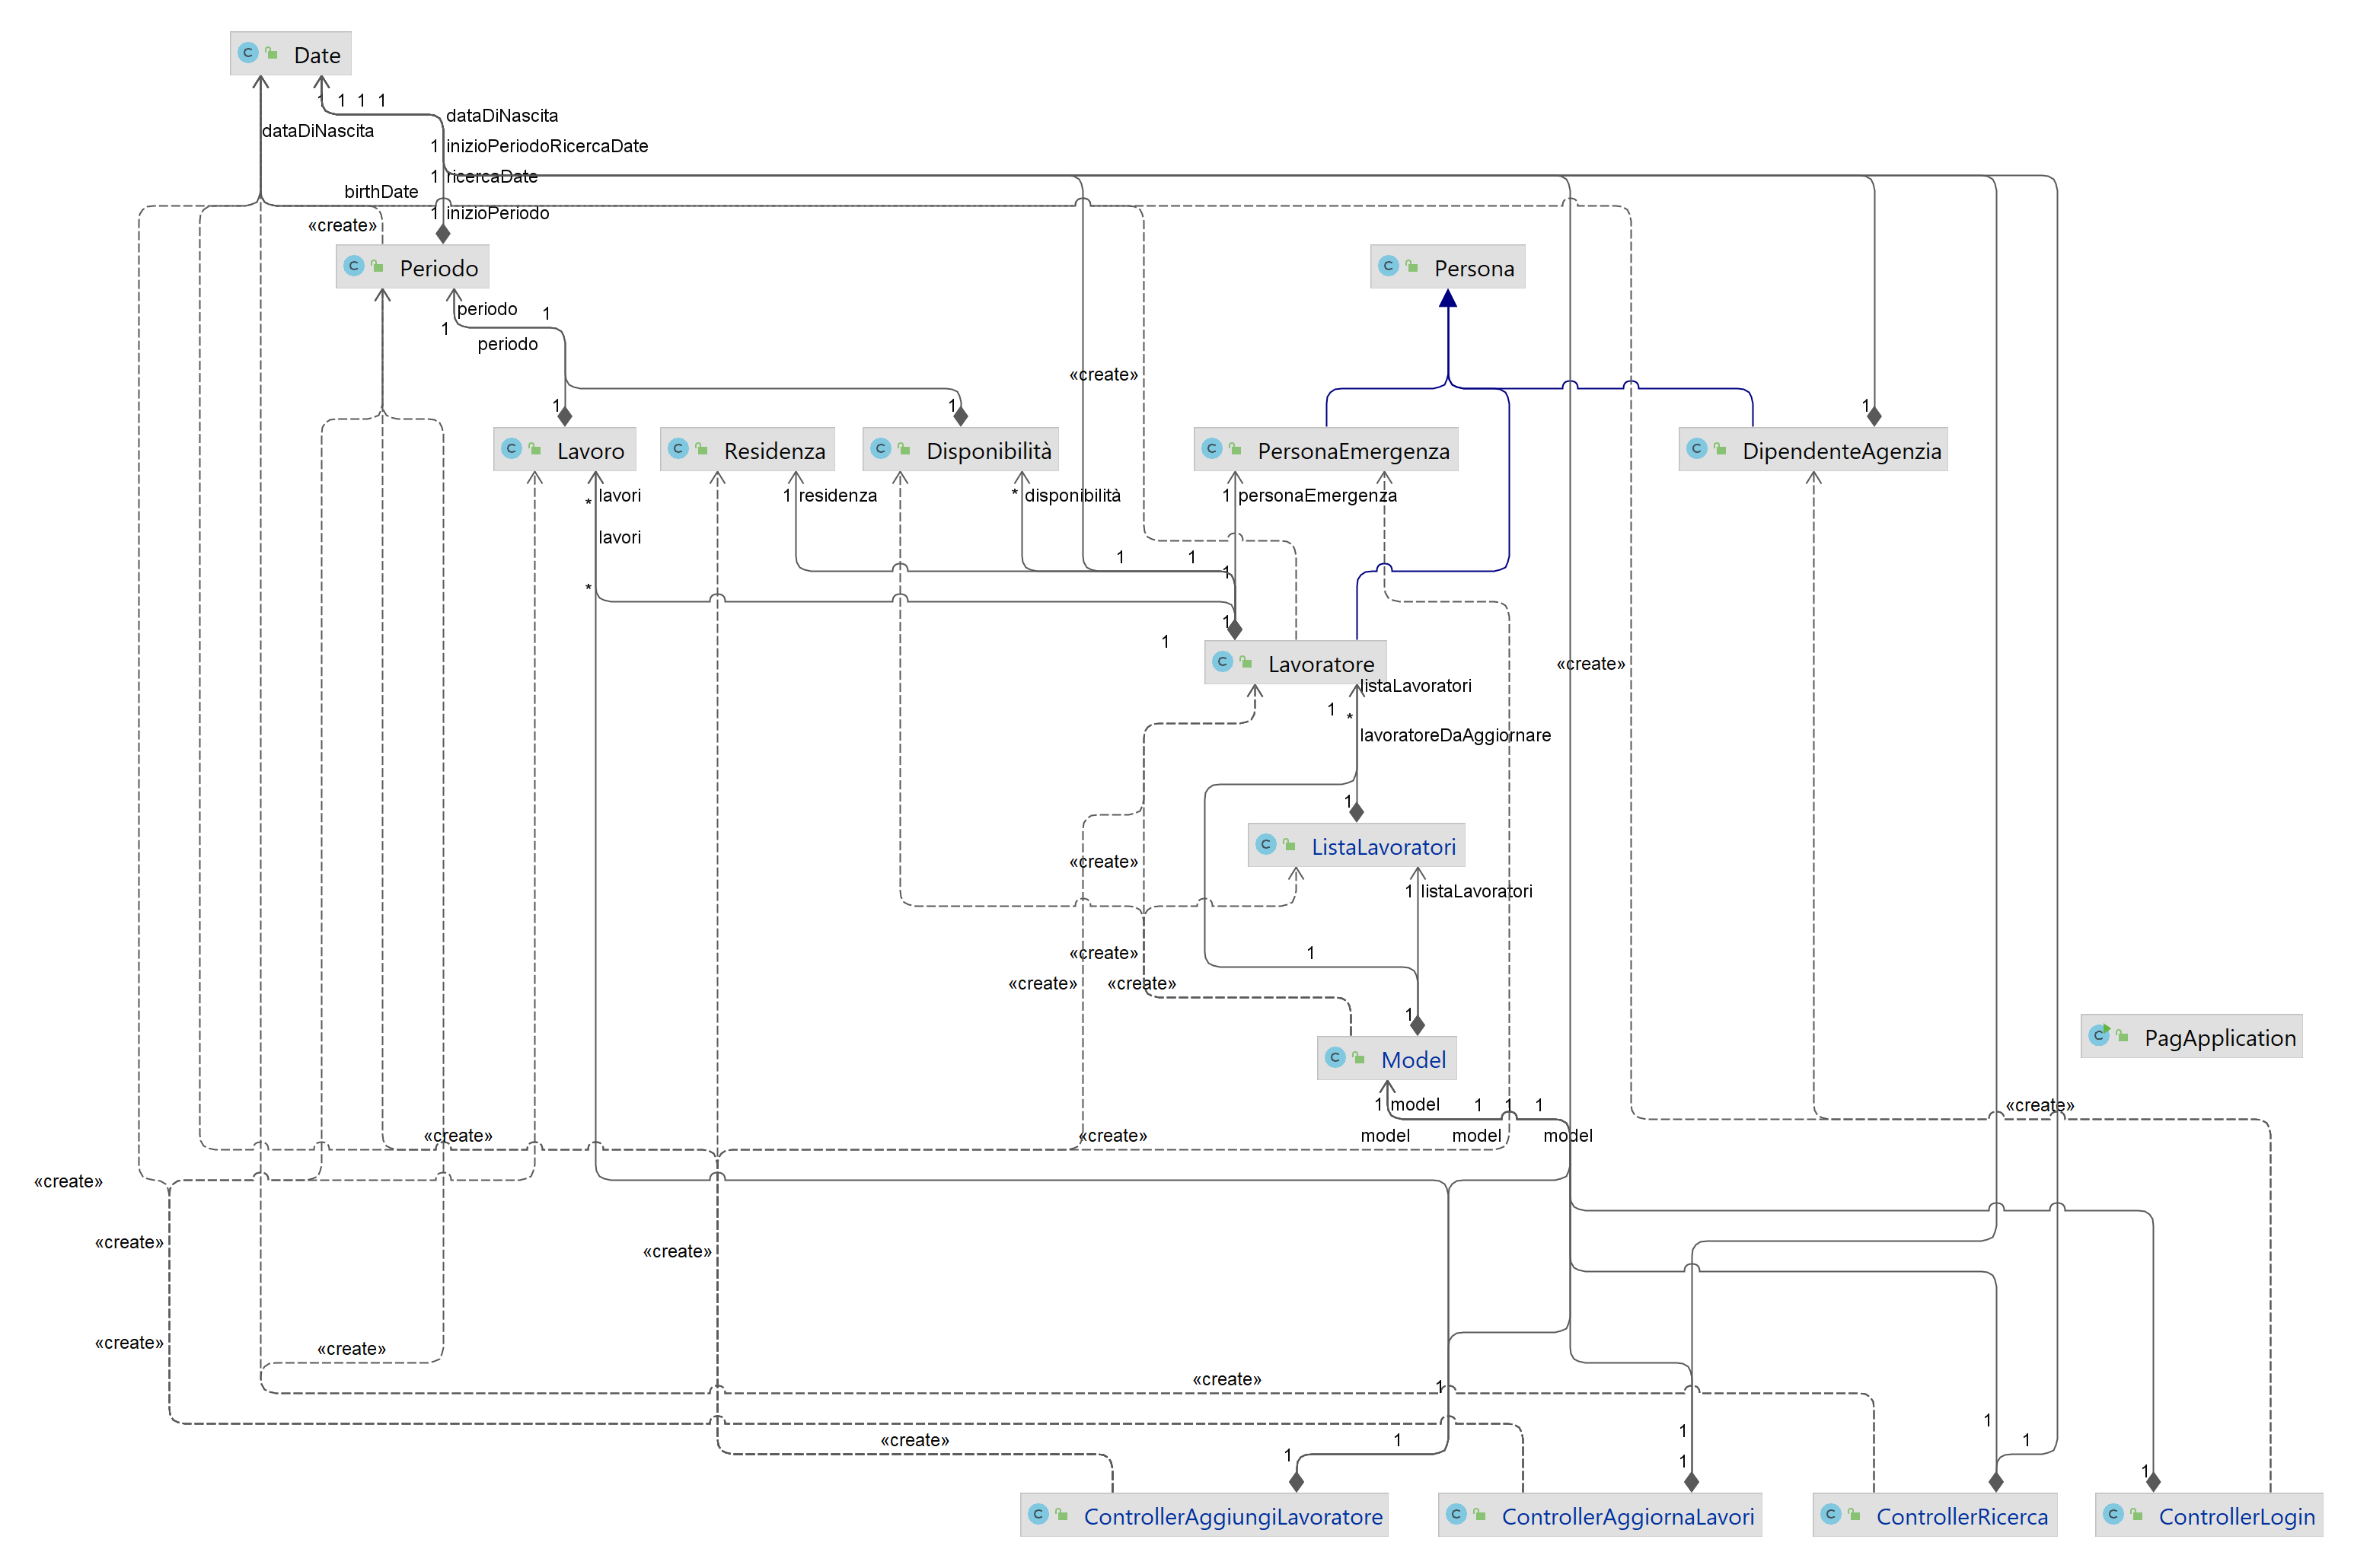 Date
1 1 1 1
dataDiNascita
dataDiNascita
1 inizioPeriodoRicercaDate
1 ricercaDate
birthDate
1 inizioPeriodo
«create»
Periodo
Persona
periodo
1
1
periodo
«create»
1
1
1
Lavoro
Residenza
Disponibilità
PersonaEmergenza
DipendenteAgenzia
* lavori
1 residenza
* disponibilità
1 personaEmergenza
lavori
1
1
1
*
1
1
Lavoratore
«create»
listaLavoratori
1
*
lavoratoreDaAggiornare
1
ListaLavoratori
«create»
1 listaLavoratori
«create»
1
«create»
«create»
1
Model
PagApplication
1 model
1
1
1
«create»
«create»
«create»
model
model
model
«create»
«create»
«create»
«create»
«create»
«create»
1
1
1
«create»
1
1
1
1
1
ControllerAggiungiLavoratore
ControllerAggiornaLavori
ControllerRicerca
ControllerLogin